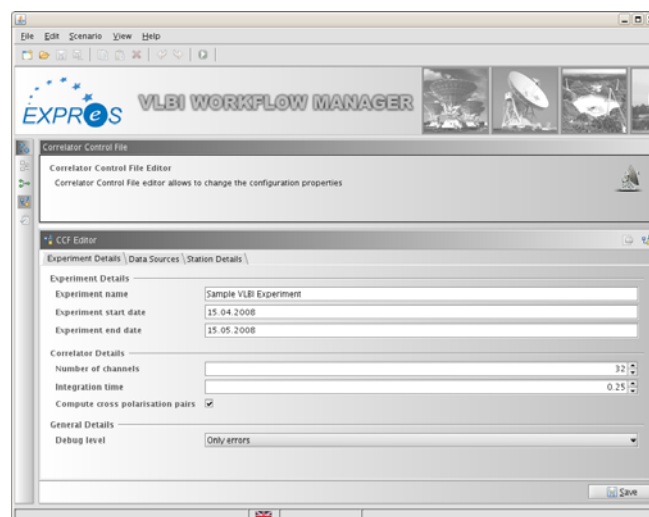 File Edit Scenario View Help
EXPReS VLBI WORKFLOW MANAGER
Correlator Control File
Correlator Control File Editor
Correlator Control File editor allows to change the configuration properties
CCF Editor
Experiment Details Data Sources Station Details
Experiment Details
Experiment name Sample VLBI Experiment
Experiment start date 15.04.2008
Experiment end date 15.05.2008
Correlator Details
Number of channels 32
Integration time 0.25
Compute cross polarisation pairs
General Details
Debug level Only errors
Save